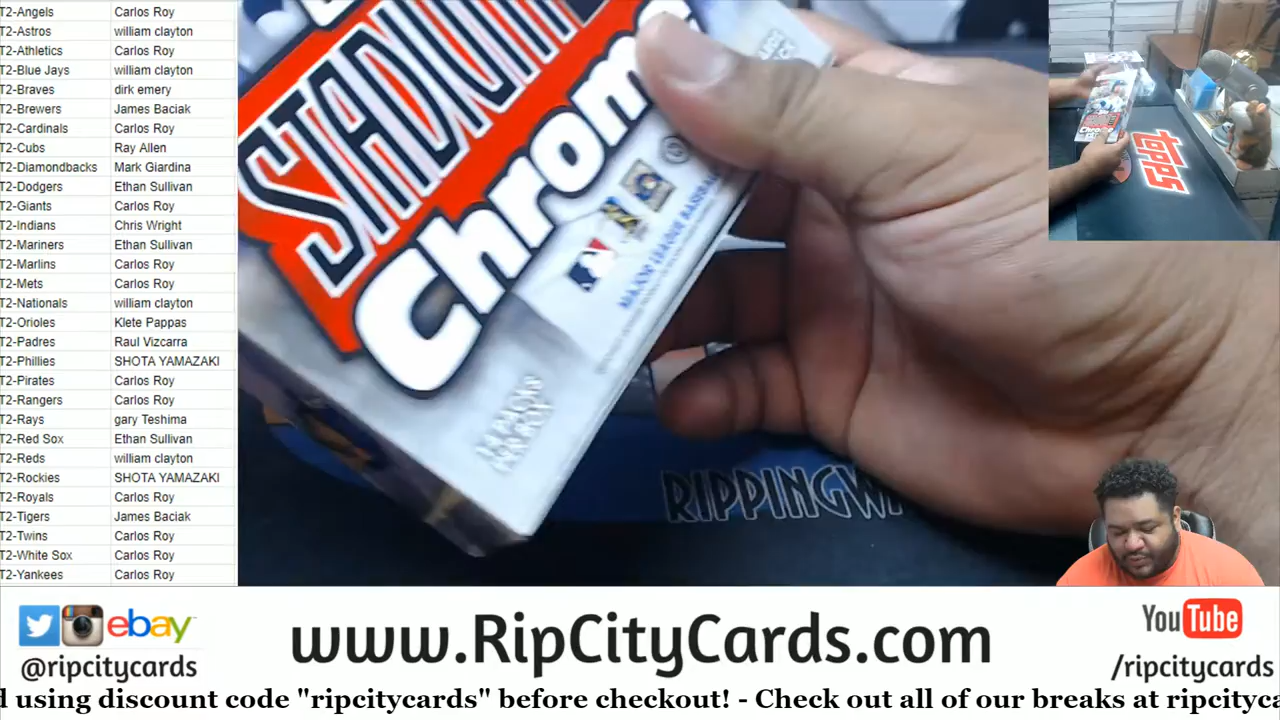 T2-Angels Carlos Roy
T2-Astros william clayton
T2-Athletics Carlos Roy
T2-Blue Jays william clayton
T2-Braves dirk emery
T2-Brewers James Baciak
T2-Cardinals Carlos Roy
T2-Cubs Ray Allen
T2-Diamondbacks Mark Giardina
T2-Dodgers Ethan Sullivan
T2-Giants Carlos Roy
T2-Indians Chris Wright
T2-Mariners Ethan Sullivan
T2-Marlins Carlos Roy
T2-Mets Carlos Roy
T2-Nationals william clayton
T2-Orioles Klete Pappas
T2-Padres Raul Vizcarra
T2-Phillies SHOTA YAMAZAKI
T2-Pirates Carlos Roy
T2-Rangers Carlos Roy
T2-Rays gary Teshima
T2-Red Sox Ethan Sullivan
T2-Reds william clayton
T2-Rockies SHOTA YAMAZAKI
T2-Royals Carlos Roy
T2-Tigers James Baciak
T2-Twins Carlos Roy
T2-White Sox Carlos Roy
T2-Yankees Carlos Roy
STADIUM
Chrome
MAJOR LEAGUE BASEBALL
RIPPINGW
topps
Chrome
ebay
@ripcitycards
www.RipCityCards.com
YouTube
/ripcitycards
d using discount code "ripcitycards" before checkout! - Check out all of our breaks at ripcityca